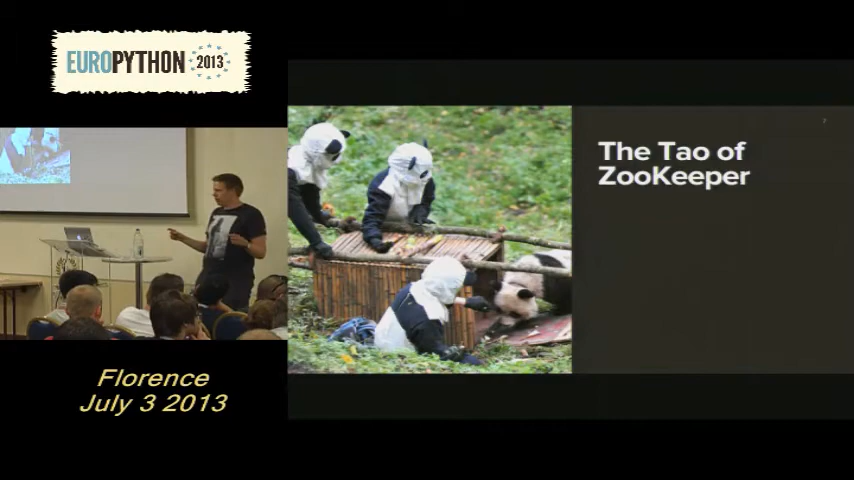 EUROPYTHON 2013
The Tao of
ZooKeeper
Florence
July 3 2013